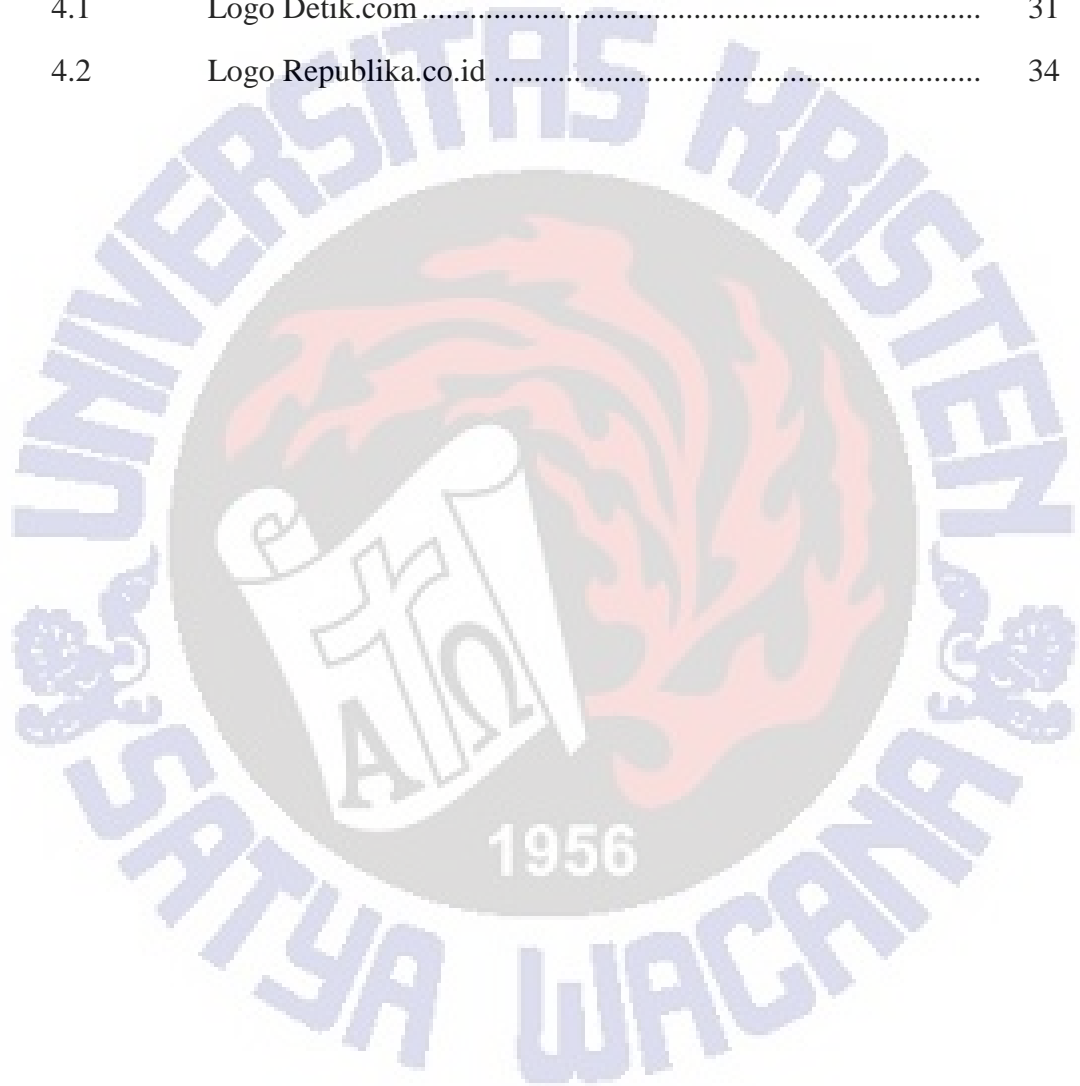 4.1 Logo Detik.com ........................................................................ 31
4.2 Logo Republika.co.id ............................................................... 34
UNIVERSITAS KRISTEN
Α Ω
1956
SATYA WACANA